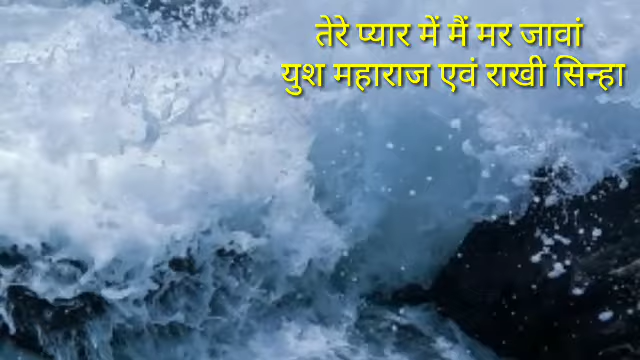 तेरे प्यार में मैं मर जावां
युश महाराज एवं राखी सिन्हा